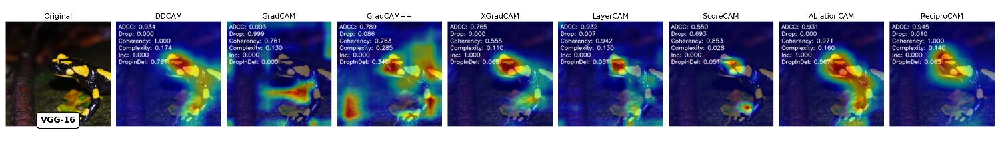 Original
DDCAM
GradCAM
GradCAM++
XGradCAM
LayerCAM
ScoreCAM
AblationCAM
ReciproCAM
VGG-16
ADCC: 0.934
Drop: 0.000
Coherency: 1.000
Complexity: 0.174
Inc: 1.000
DropInDel: 0.781
ADCC: 0.003
Drop: 0.999
Coherency: 0.761
Complexity: 0.130
Inc: 0.000
DropInDel: 0.000
ADCC: 0.789
Drop: 0.086
Coherency: 0.763
Complexity: 0.285
Inc: 0.000
DropInDel: 0.346
ADCC: 0.765
Drop: 0.000
Coherency: 0.555
Complexity: 0.110
Inc: 1.000
DropInDel: 0.068
ADCC: 0.932
Drop: 0.007
Coherency: 0.942
Complexity: 0.130
Inc: 0.000
DropInDel: 0.051
ADCC: 0.550
Drop: 0.693
Coherency: 0.853
Complexity: 0.028
Inc: 0.000
DropInDel: 0.051
ADCC: 0.931
Drop: 0.000
Coherency: 0.971
Complexity: 0.160
Inc: 1.000
DropInDel: 0.567
ADCC: 0.945
Drop: 0.010
Coherency: 1.000
Complexity: 0.140
Inc: 0.000
DropInDel: 0.063